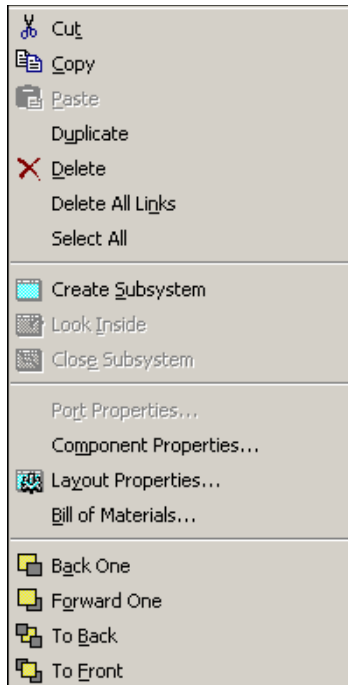 Cut
Copy
Paste
Duplicate
Delete
Delete All Links
Select All
Create Subsystem
Look Inside
Close Subsystem
Port Properties...
Component Properties...
Layout Properties...
Bill of Materials...
Back One
Forward One
To Back
To Front